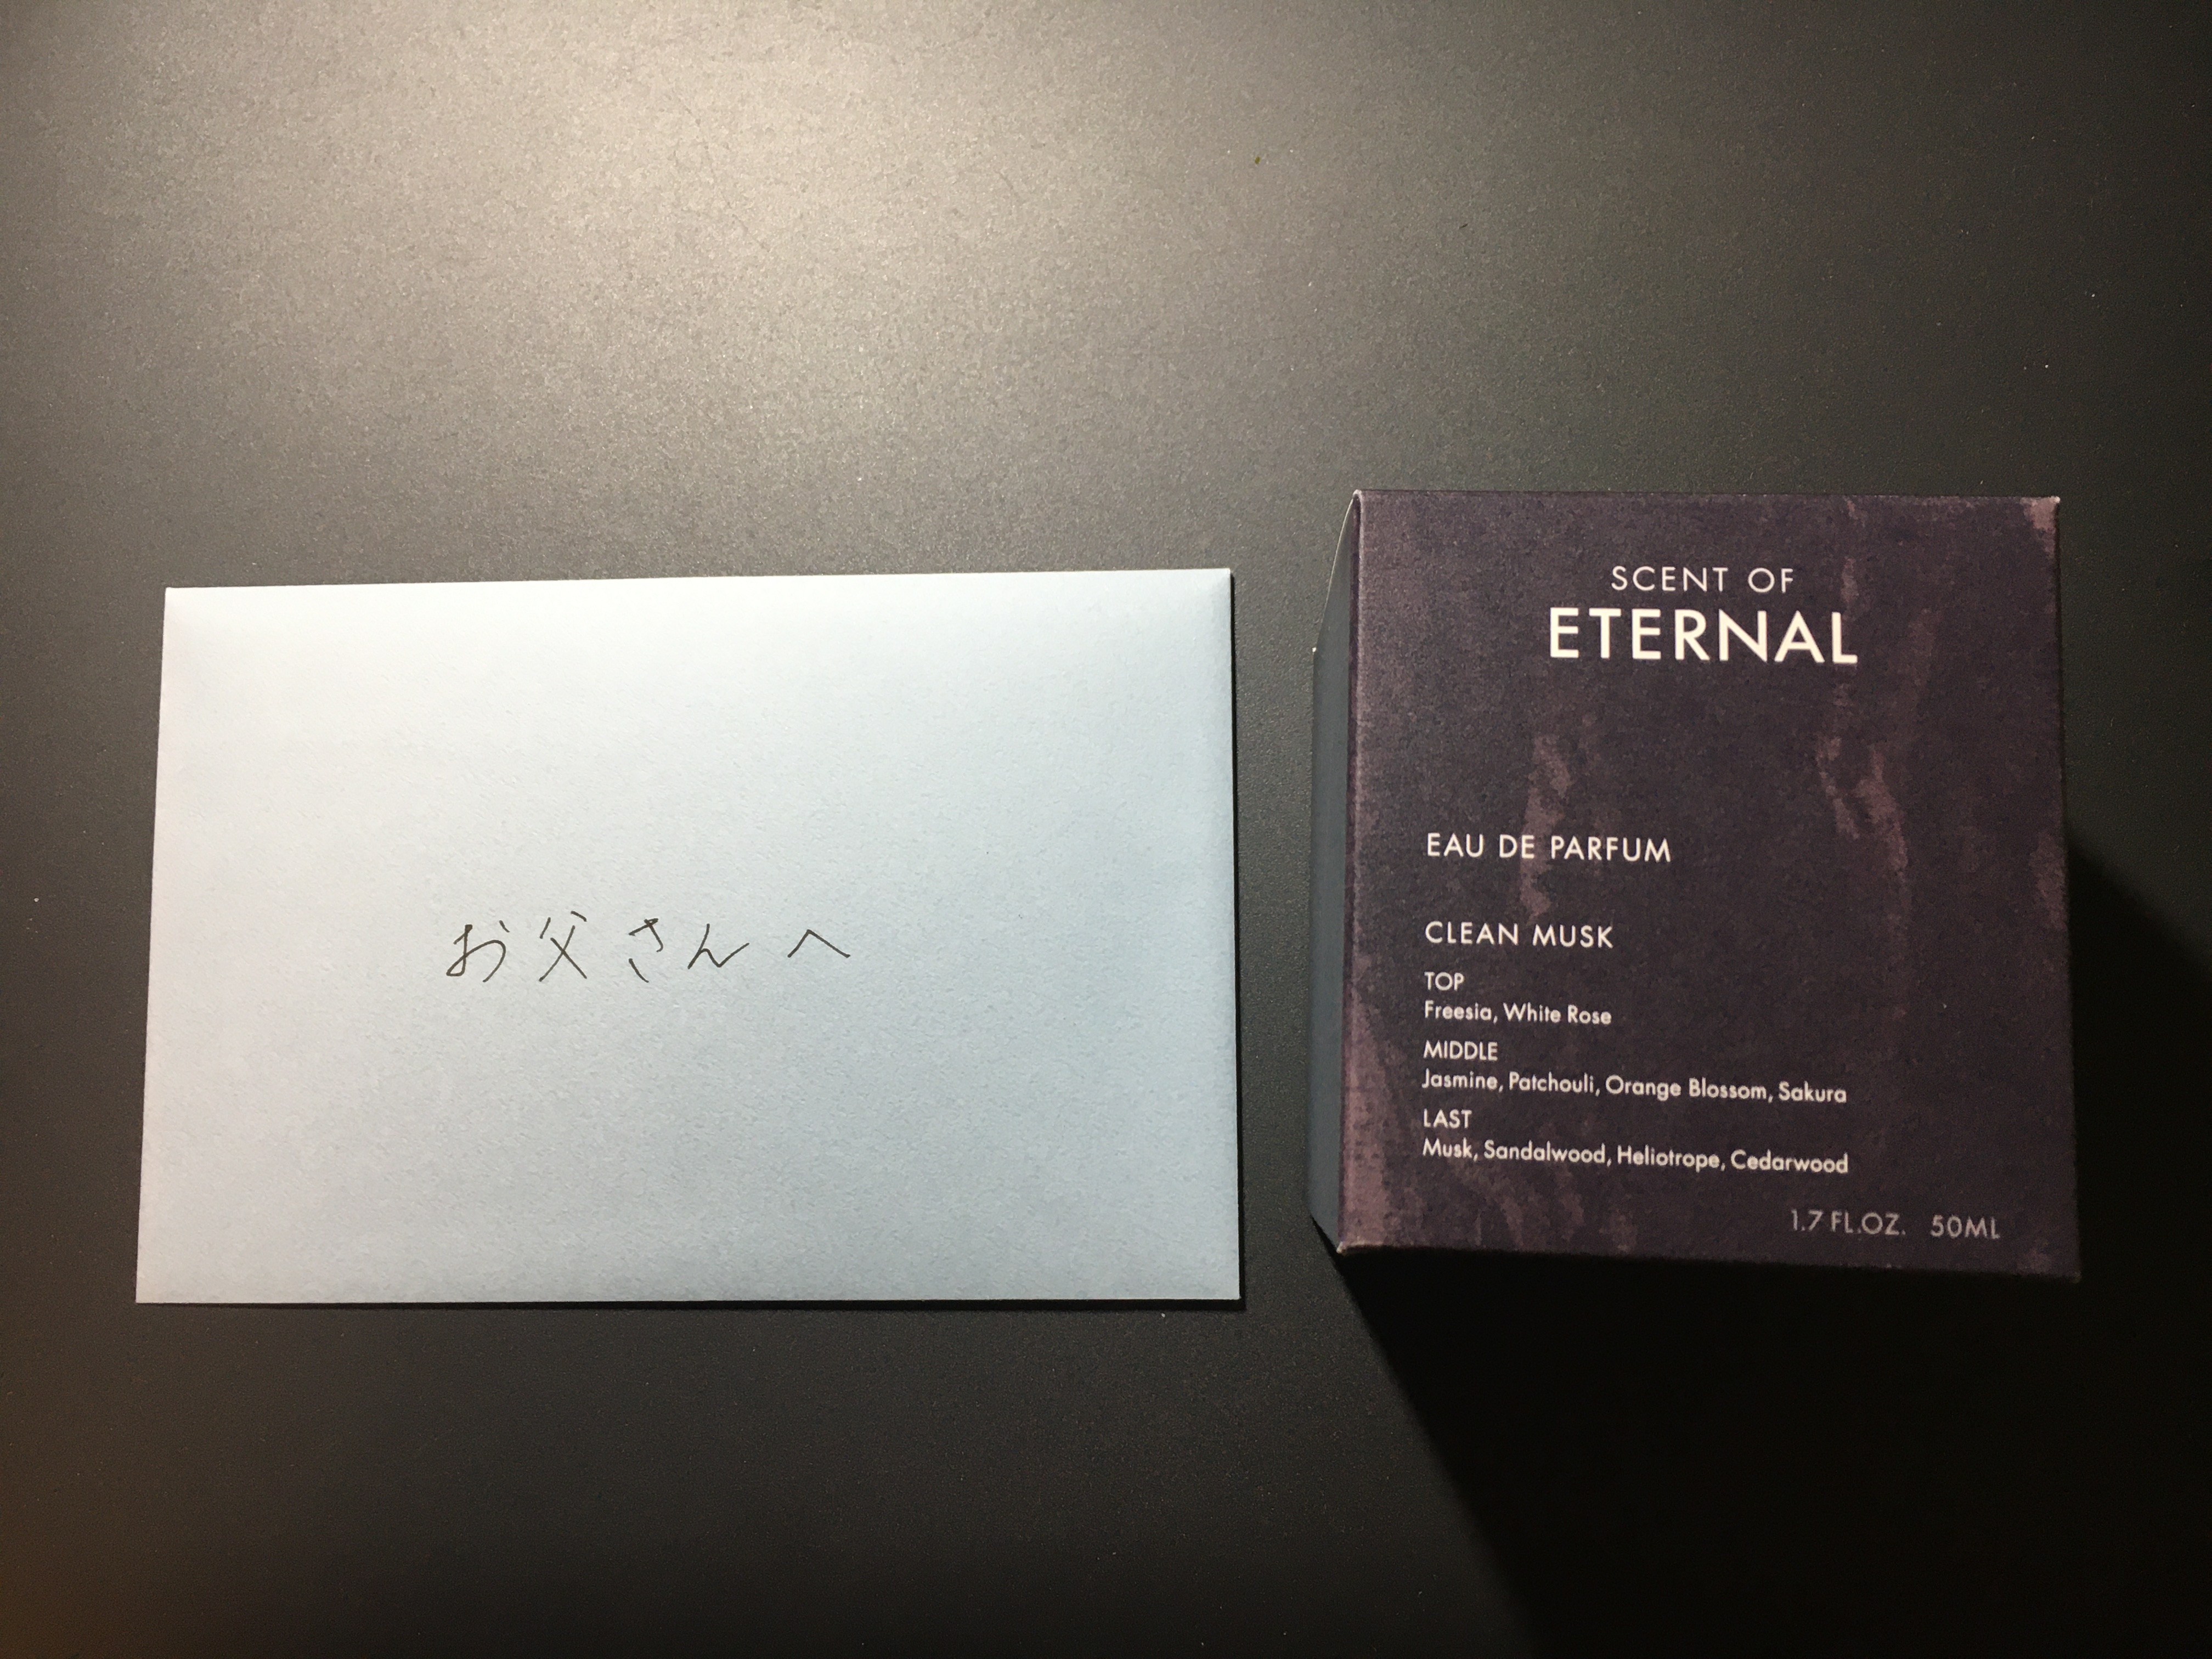 お父さんへ
SCENT OF
ETERNAL
EAU DE PARFUM
CLEAN MUSK
TOP
Freesia, White Rose
MIDDLE
Jasmine, Patchouli, Orange Blossom, Sakura
LAST
Musk, Sandalwood, Heliotrope, Cedarwood
1.7 FL.OZ. 50ML